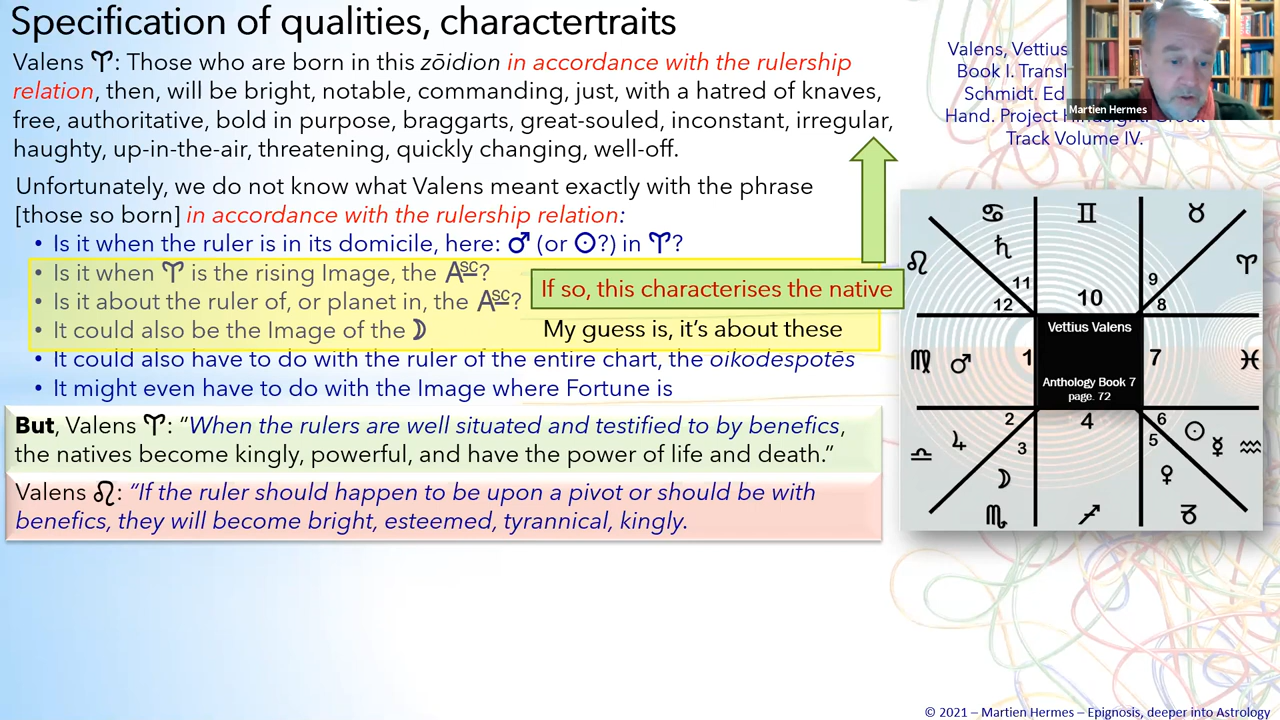 Specification of qualities, charactertraits
Valens ♈: Those who are born in this zōidion in accordance with the rulership
relation, then, will be bright, notable, commanding, just, with a hatred of knaves,
free, authoritative, bold in purpose, braggarts, great-souled, inconstant, irregular,
haughty, up-in-the-air, threatening, quickly changing, well-off.
Unfortunately, we do not know what Valens meant exactly with the phrase
[those so born] in accordance with the rulership relation:
• Is it when the ruler is in its domicile, here: ♂ (or ☉?) in ♈?
• Is it when ♈ is the rising Image, the Asc?
• Is it about the ruler of, or planet in, the Asc?
• It could also be the Image of the ☽
If so, this characterises the native
My guess is, it's about these
• It could also have to do with the ruler of the entire chart, the oikodespotēs
• It might even have to do with the Image where Fortune is
But, Valens ♈: “When the rulers are well situated and testified to by benefics,
the natives become kingly, powerful, and have the power of life and death.”
Valens ♌: “If the ruler should happen to be upon a pivot or should be with
benefics, they will become bright, esteemed, tyrannical, kingly.
Valens, Vettius
Book I. Transl
Schmidt. Ed
Hand. Project
Track Volume IV.
Martien Hermes
♋ ♊ ♉
♌ ♄ ♈
11 9
12 10 8
Vettius Valens
♍ ♂ 1 7 ♓
Anthology Book 7
page. 72
2 4 6
♎ ♃ 3 5 ☉ ☿ ♒
☽ ♀
♏ ♐ ♑
© 2021 – Martien Hermes – Epignosis, deeper into Astrology